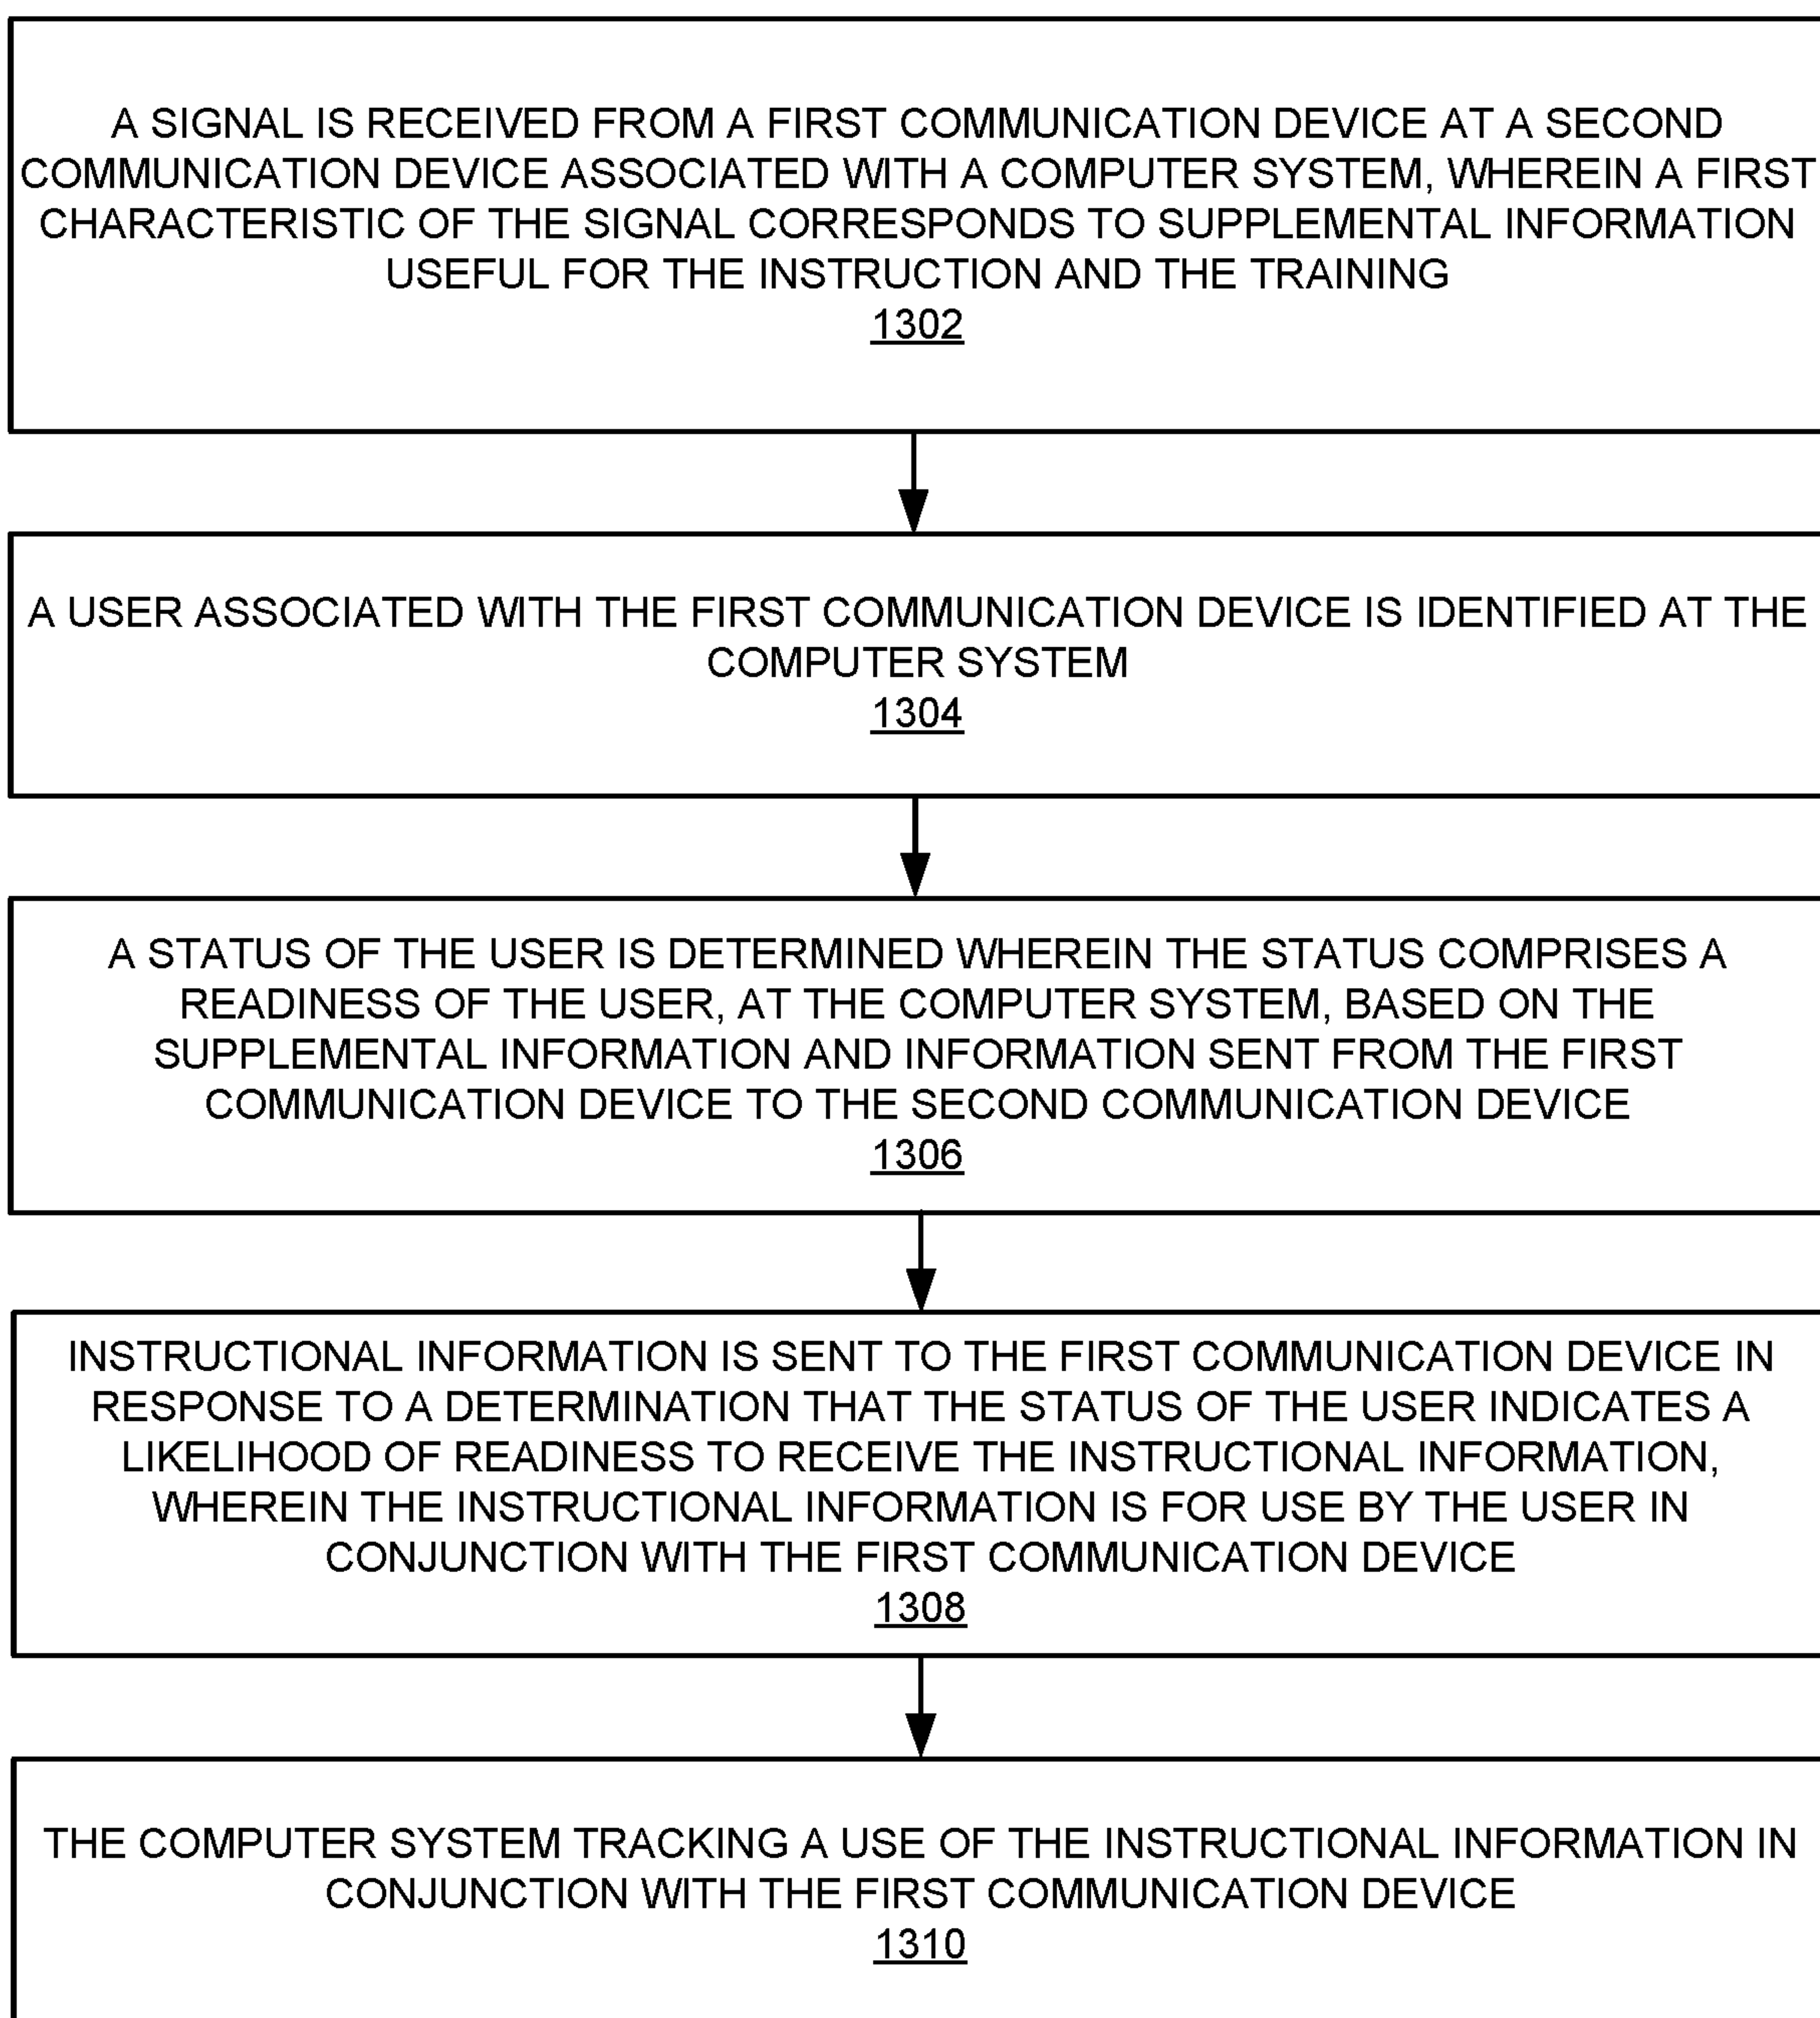 A SIGNAL IS RECEIVED FROM A FIRST COMMUNICATION DEVICE AT A SECOND
COMMUNICATION DEVICE ASSOCIATED WITH A COMPUTER SYSTEM, WHEREIN A FIRST
CHARACTERISTIC OF THE SIGNAL CORRESPONDS TO SUPPLEMENTAL INFORMATION
USEFUL FOR THE INSTRUCTION AND THE TRAINING
1302
A USER ASSOCIATED WITH THE FIRST COMMUNICATION DEVICE IS IDENTIFIED AT THE
COMPUTER SYSTEM
1304
A STATUS OF THE USER IS DETERMINED WHEREIN THE STATUS COMPRISES A
READINESS OF THE USER, AT THE COMPUTER SYSTEM, BASED ON THE
SUPPLEMENTAL INFORMATION AND INFORMATION SENT FROM THE FIRST
COMMUNICATION DEVICE TO THE SECOND COMMUNICATION DEVICE
1306
INSTRUCTIONAL INFORMATION IS SENT TO THE FIRST COMMUNICATION DEVICE IN
RESPONSE TO A DETERMINATION THAT THE STATUS OF THE USER INDICATES A
LIKELIHOOD OF READINESS TO RECEIVE THE INSTRUCTIONAL INFORMATION,
WHEREIN THE INSTRUCTIONAL INFORMATION IS FOR USE BY THE USER IN
CONJUNCTION WITH THE FIRST COMMUNICATION DEVICE
1308
THE COMPUTER SYSTEM TRACKING A USE OF THE INSTRUCTIONAL INFORMATION IN
CONJUNCTION WITH THE FIRST COMMUNICATION DEVICE
1310